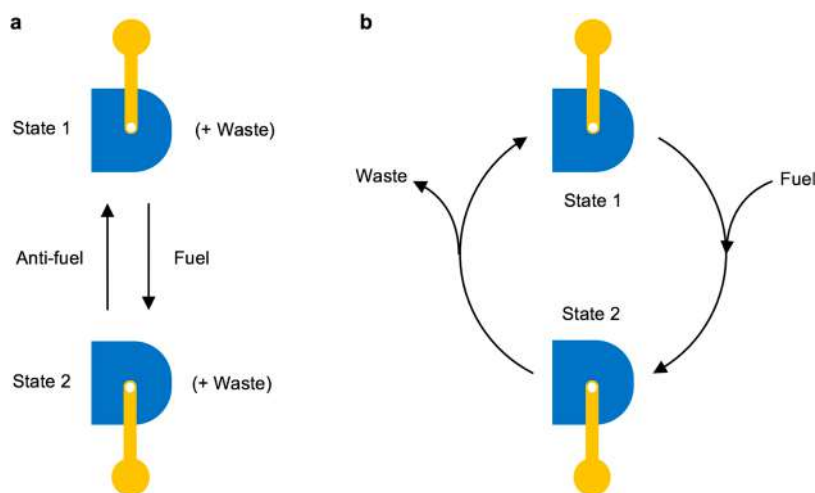 a
State 1
(+ Waste)
Anti-fuel
Fuel
State 2
(+ Waste)
b
Waste
Fuel
State 1
State 2